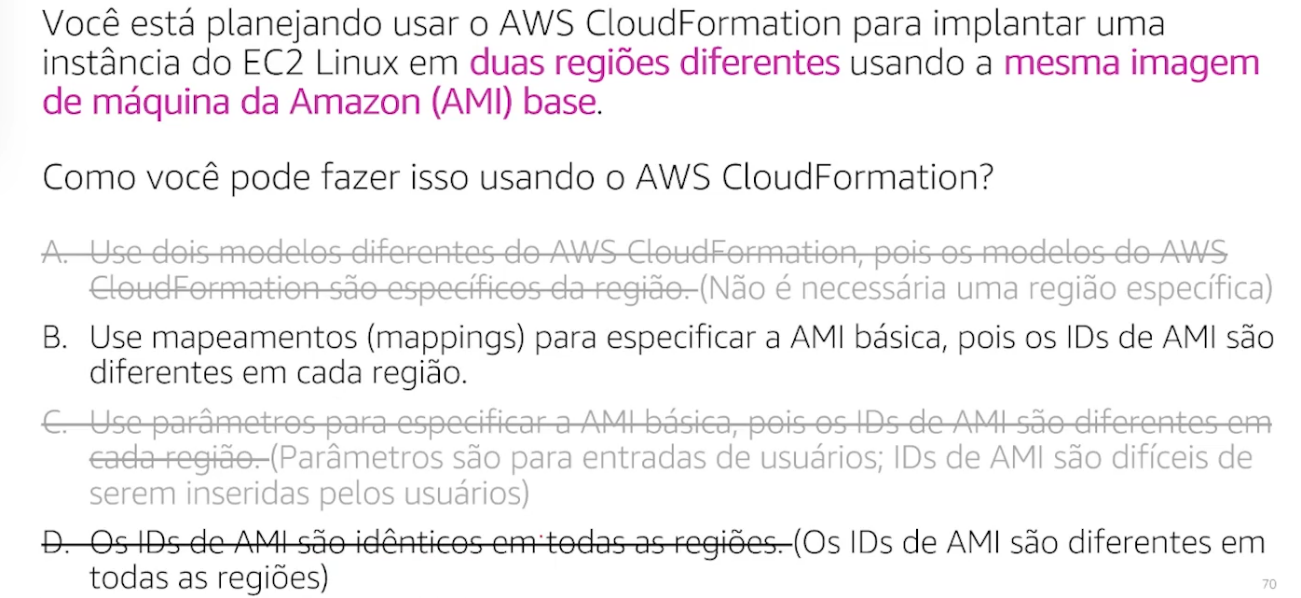 Você está planejando usar o AWS CloudFormation para implantar uma
instância do EC2 Linux em duas regiões diferentes usando a mesma imagem
de máquina da Amazon (AMI) base.
Como você pode fazer isso usando o AWS CloudFormation?
A. Use dois modelos diferentes do AWS CloudFormation, pois os modelos do AWS
CloudFormation são específicos da região. (Não é necessária uma região específica)
B. Use mapeamentos (mappings) para especificar a AMI básica, pois os IDs de AMI são
diferentes em cada região.
C. Use parâmetros para especificar a AMI básica, pois os IDs de AMI são diferentes em
cada região. (Parâmetros são para entradas de usuários; IDs de AMI são difíceis de
serem inseridas pelos usuários)
D. Os IDs de AMI são idênticos em todas as regiões. (Os IDs de AMI são diferentes em
todas as regiões)
70